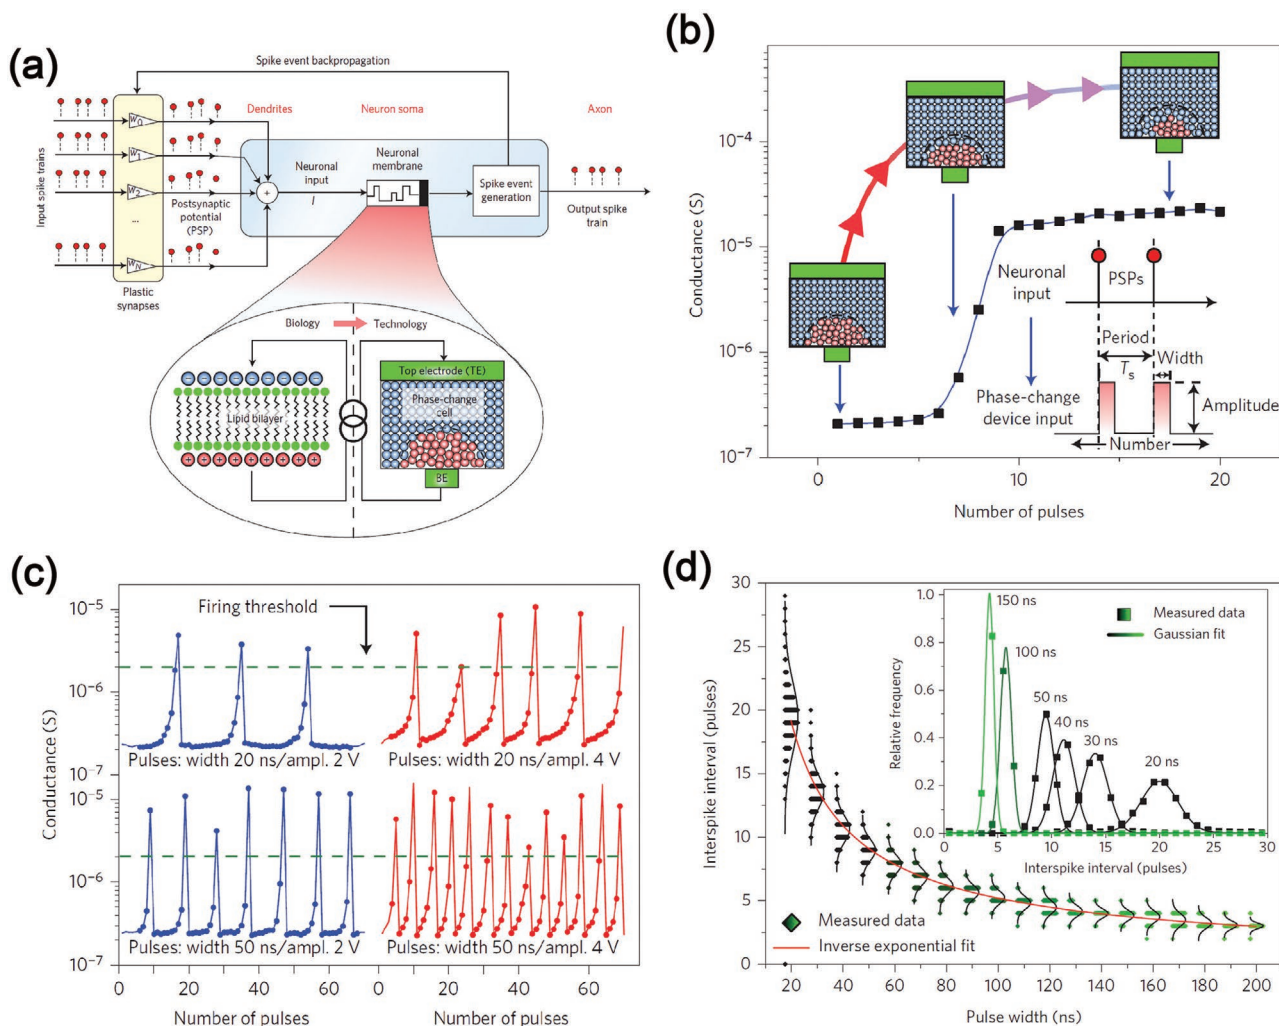 (a)
Spike event backpropagation
Dendrites
Neuron soma
Axon
Input spike trains
W0
W1
W2
...
WN
Postsynaptic
potential
(PSP)
Plastic
synapses
+
Neuronal
input
I
Neuronal
membrane
Spike event
generation
Output spike
train
Biology
Technology
Lipid bilayer
Top electrode (TE)
Phase-change
cell
BE
(b)
Conductance (S)
10⁻⁴
10⁻⁵
10⁻⁶
10⁻⁷
0
10
20
Number of pulses
Neuronal
input
PSPs
Period
Ts
Width
Phase-change
device input
Amplitude
Number
(c)
Conductance (S)
10⁻⁵
10⁻⁶
10⁻⁷
10⁻⁵
10⁻⁶
10⁻⁷
Firing threshold
Pulses: width 20 ns/ampl. 2 V
Pulses: width 20 ns/ampl. 4 V
Pulses: width 50 ns/ampl. 2 V
Pulses: width 50 ns/ampl. 4 V
0 20 40 60
0 20 40 60
Number of pulses
Number of pulses
(d)
Interspike interval (pulses)
30
25
20
15
10
5
0
20 40 60 80 100 120 140 160 180 200
Pulse width (ns)
Measured data
Inverse exponential fit
Relative frequency
1.0
0.8
0.6
0.4
0.2
0.0
0 5 10 15 20 25 30
Interspike interval (pulses)
150 ns
100 ns
50 ns
40 ns
30 ns
20 ns
Measured data
Gaussian fit